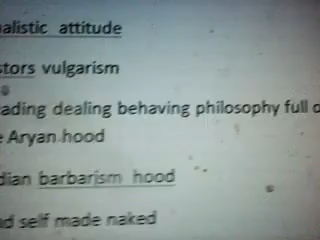 alistic attitude
stors vulgarism
ading dealing behaving philosophy full o
e Aryan hood
dian barbarism hood
d self made naked